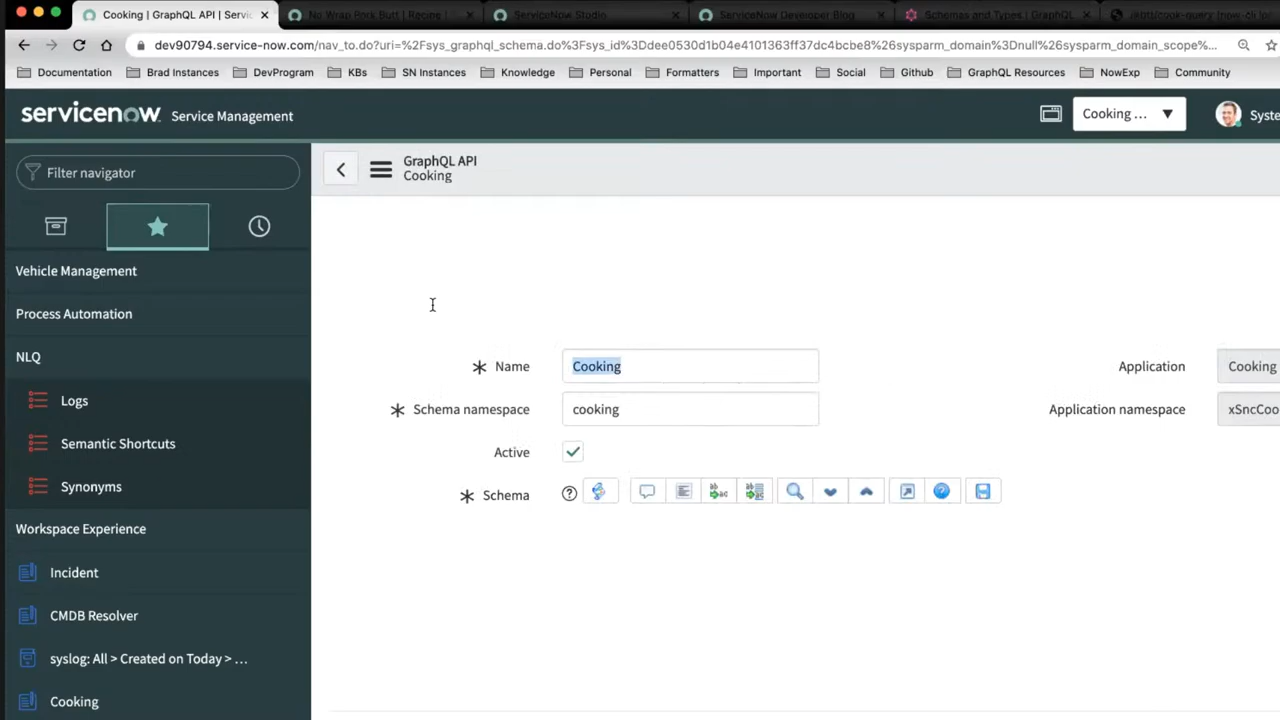 Cooking | GraphQL API | Servic
No Wrap Pork Butt | Recipe |
ServiceNow Studio
ServiceNow Developer Blog
Schemas and Types | GraphQL
dev90794.service-now.com/nav_to.do?uri=%2Fsys_graphql_schema.do%3Fsys_id%3Ddee0530d1b04e4101363ff37dc4bcbe8%26sysparm_domain%3Dnull%26sysparm_domain_scope%...
Documentation
Brad Instances
DevProgram
KBs
SN Instances
Knowledge
Personal
Formatters
Important
Social
Github
GraphQL Resources
NowExp
Community
servicenow
Service Management
Cooking ...
Syste
Filter navigator
GraphQL API
Cooking
Vehicle Management
Process Automation
NLQ
Logs
Semantic Shortcuts
Synonyms
Workspace Experience
Incident
CMDB Resolver
syslog: All > Created on Today > ...
Cooking
Name
Cooking
Application
Cooking
Schema namespace
cooking
Application namespace
xSncCoo
Active
Schema